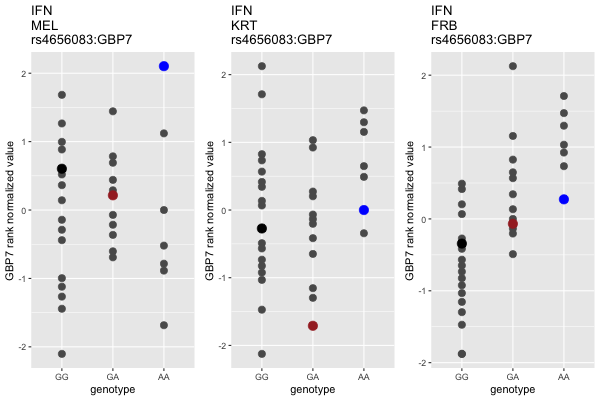 IFN
MEL
rs4656083:GBP7
GBP7 rank normalized value
2
1
0
-1
-2
GG GA AA
genotype
IFN
KRT
rs4656083:GBP7
GBP7 rank normalized value
2
1
0
-1
-2
GG GA AA
genotype
IFN
FRB
rs4656083:GBP7
GBP7 rank normalized value
2
1
0
-1
-2
GG GA AA
genotype